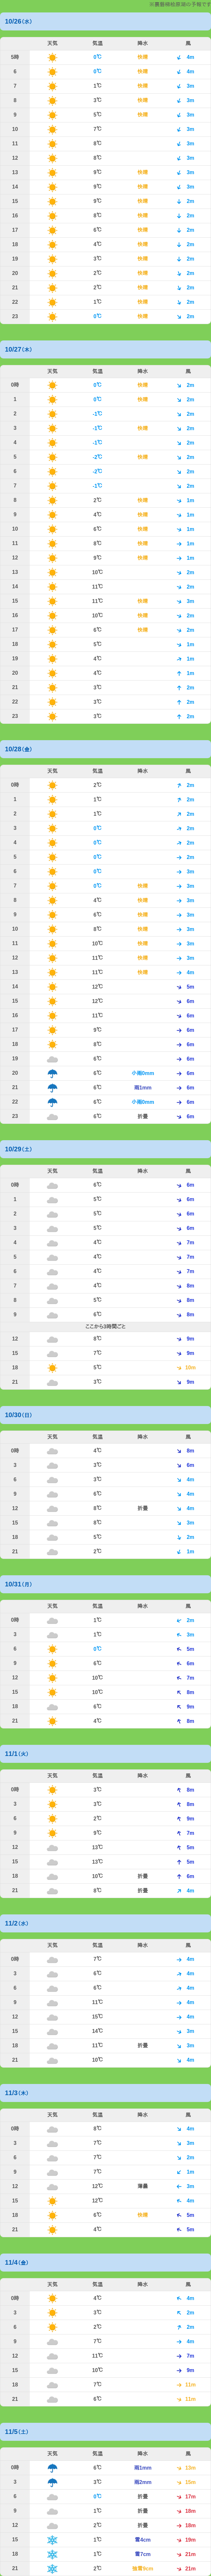 10/26(水)
天気 気温 降水 風
5時 0℃ 快晴 4m
6 0℃ 快晴 4m
7 1℃ 快晴 3m
8 3℃ 快晴 3m
9 5℃ 快晴 3m
10 7℃ 3m
11 8℃ 3m
12 8℃ 3m
13 9℃ 快晴 3m
14 9℃ 快晴 3m
15 9℃ 快晴 2m
16 8℃ 快晴 2m
17 6℃ 快晴 2m
18 4℃ 快晴 2m
19 3℃ 快晴 2m
20 2℃ 快晴 2m
21 2℃ 快晴 2m
22 1℃ 快晴 2m
23 0℃ 快晴 2m
10/27(木)
天気 気温 降水 風
0時 0℃ 快晴 2m
1 0℃ 快晴 2m
2 -1℃ 2m
3 -1℃ 快晴 2m
4 -1℃ 2m
5 -2℃ 快晴 2m
6 -2℃ 2m
7 -1℃ 2m
8 2℃ 快晴 1m
9 4℃ 快晴 1m
10 6℃ 快晴 1m
11 8℃ 快晴 1m
12 9℃ 快晴 1m
13 10℃ 2m
14 11℃ 2m
15 11℃ 快晴 3m
16 10℃ 快晴 2m
17 6℃ 快晴 2m
18 5℃ 1m
19 4℃ 1m
20 4℃ 1m
21 3℃ 2m
22 3℃ 2m
23 3℃ 2m
10/28(金)
天気 気温 降水 風
0時 2℃ 2m
1 1℃ 2m
2 1℃ 2m
3 0℃ 2m
4 0℃ 2m
5 0℃ 2m
6 0℃ 3m
7 0℃ 快晴 3m
8 4℃ 快晴 3m
9 6℃ 快晴 3m
10 8℃ 快晴 3m
11 10℃ 快晴 3m
12 11℃ 快晴 3m
13 11℃ 快晴 4m
14 12℃ 5m
15 12℃ 6m
16 11℃ 6m
17 9℃ 6m
18 8℃ 6m
19 6℃ 6m
20 6℃ 小雨0mm 6m
21 6℃ 雨1mm 6m
22 6℃ 小雨0mm 6m
23 6℃ 折曇 6m
10/29(土)
天気 気温 降水 風
0時 6℃ 6m
1 5℃ 6m
2 5℃ 6m
3 5℃ 6m
4 4℃ 7m
5 4℃ 7m
6 4℃ 7m
7 4℃ 8m
8 5℃ 8m
9 6℃ 8m
ここから3時間ごと
12 8℃ 9m
15 7℃ 9m
18 5℃ 10m
21 3℃ 9m
10/30(日)
天気 気温 降水 風
0時 4℃ 8m
3 3℃ 6m
6 3℃ 4m
9 6℃ 4m
12 8℃ 折曇 4m
15 8℃ 3m
18 5℃ 2m
21 2℃ 1m
10/31(月)
天気 気温 降水 風
0時 1℃ 2m
3 1℃ 3m
6 0℃ 5m
9 6℃ 6m
12 10℃ 7m
15 10℃ 8m
18 6℃ 9m
21 4℃ 8m
11/1(火)
天気 気温 降水 風
0時 3℃ 8m
3 3℃ 8m
6 2℃ 9m
9 9℃ 7m
12 13℃ 5m
15 13℃ 5m
18 10℃ 折曇 6m
21 8℃ 折曇 4m
11/2(水)
天気 気温 降水 風
0時 7℃ 4m
3 6℃ 4m
6 6℃ 4m
9 11℃ 4m
12 15℃ 4m
15 14℃ 3m
18 11℃ 折曇 3m
21 10℃ 4m
11/3(木)
天気 気温 降水 風
0時 8℃ 4m
3 7℃ 3m
6 7℃ 2m
9 7℃ 1m
12 12℃ 薄曇 3m
15 12℃ 4m
18 6℃ 快晴 5m
21 4℃ 5m
11/4(金)
天気 気温 降水 風
0時 4℃ 4m
3 3℃ 2m
6 2℃ 2m
9 7℃ 4m
12 11℃ 7m
15 10℃ 9m
18 7℃ 11m
21 6℃ 11m
11/5(土)
天気 気温 降水 風
0時 6℃ 雨1mm 13m
3 3℃ 雨2mm 15m
6 0℃ 折曇 17m
9 1℃ 折曇 18m
12 2℃ 折曇 18m
15 1℃ 雪4cm 19m
18 1℃ 雪7cm 21m
21 2℃ 21m